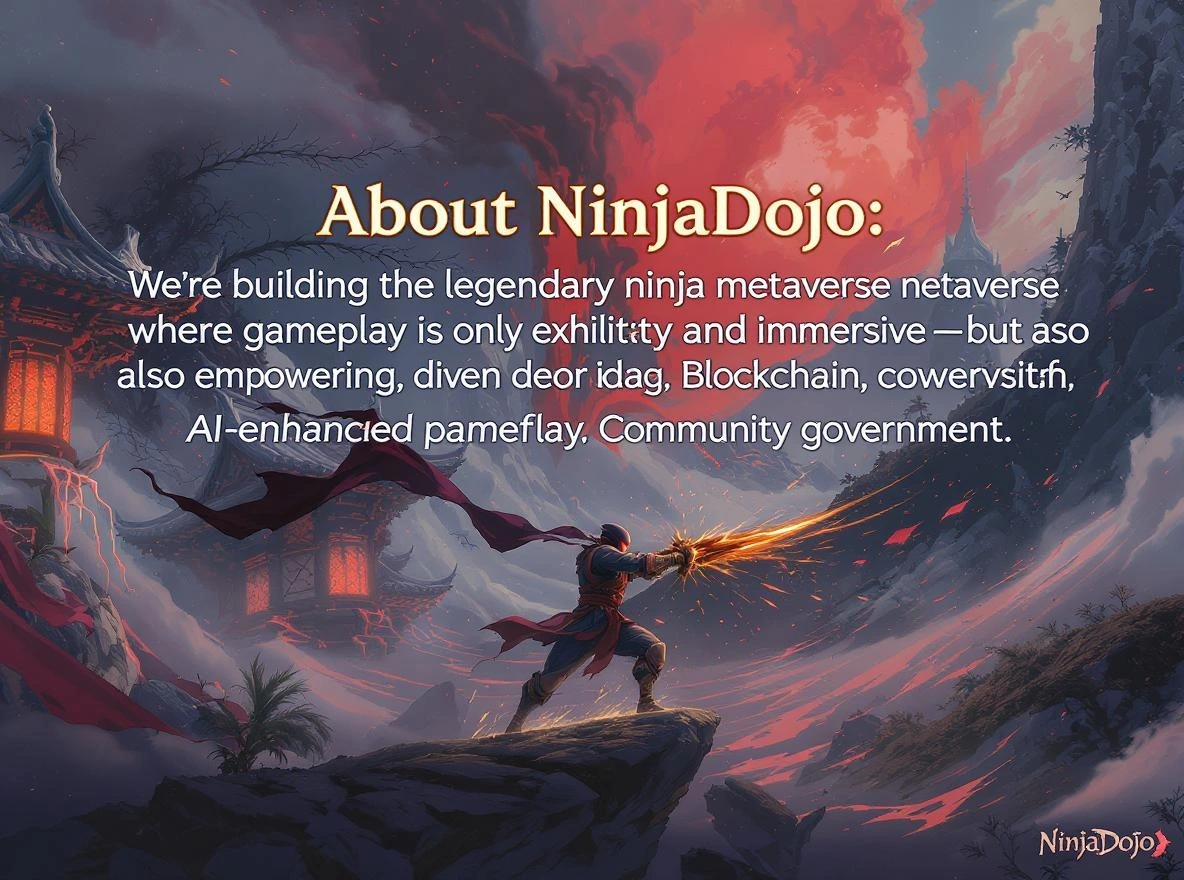 About NinjaDojo:
We're building the legendary ninja metaverse netaverse
where gameplay is only and immersive—but aso
also empowering, diven deor idag, Blockchain,
AI-enhancied pameflay. Community government.
NinjaDojo